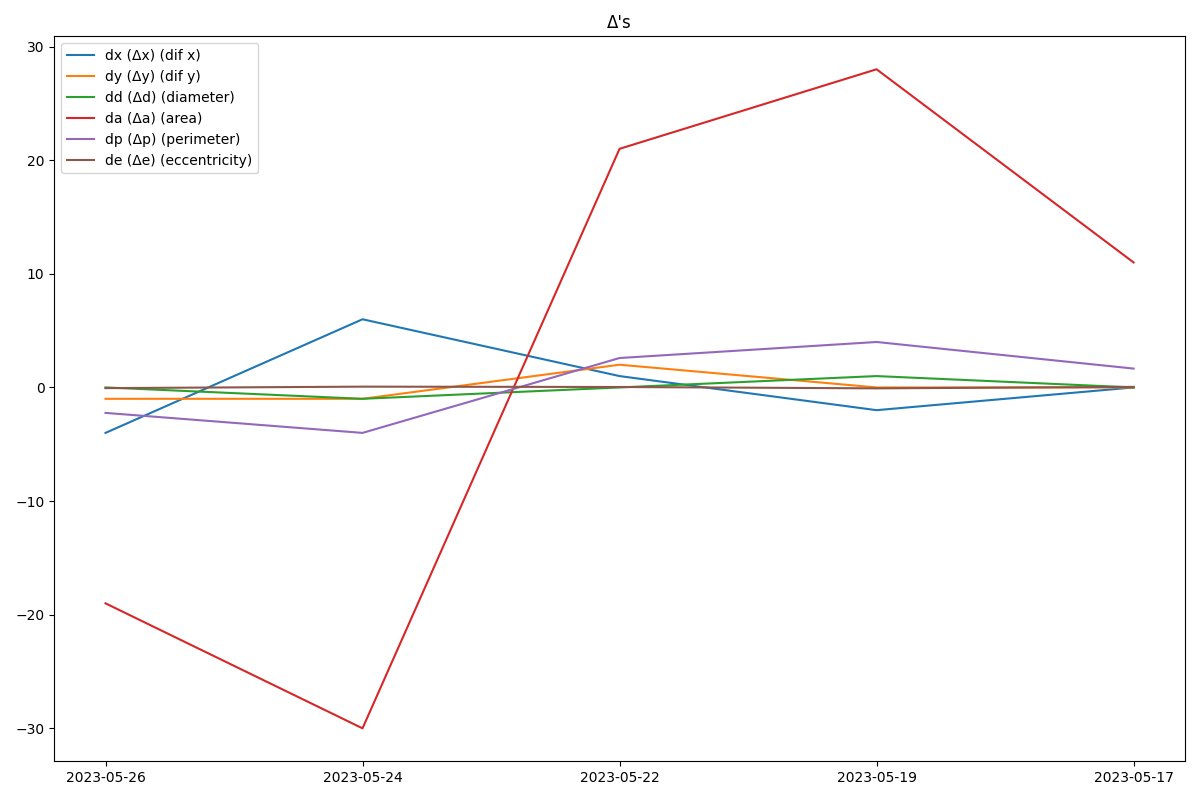 Δ's
dx (Δx) (dif x)
dy (Δy) (dif y)
dd (Δd) (diameter)
da (Δa) (area)
dp (Δp) (perimeter)
de (Δe) (eccentricity)
30
20
10
0
−10
−20
−30
2023-05-26 2023-05-24 2023-05-22 2023-05-19 2023-05-17